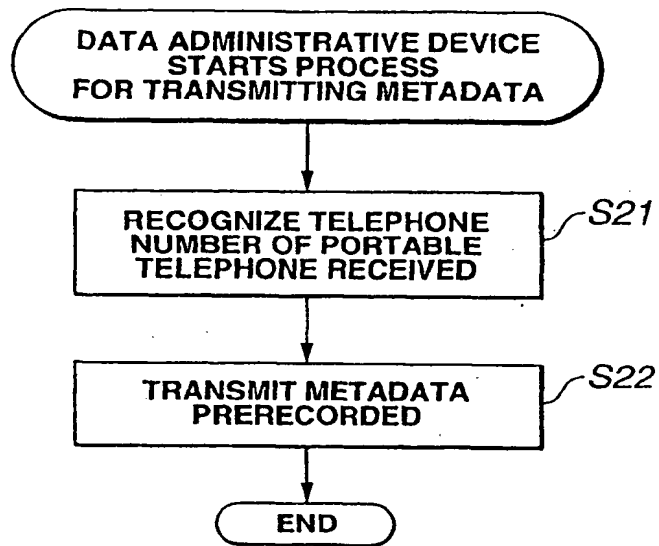 DATA ADMINISTRATIVE DEVICE
STARTS PROCESS
FOR TRANSMITTING METADATA
RECOGNIZE TELEPHONE
NUMBER OF PORTABLE
TELEPHONE RECEIVED
S21
TRANSMIT METADATA
PRERECORDED
S22
END